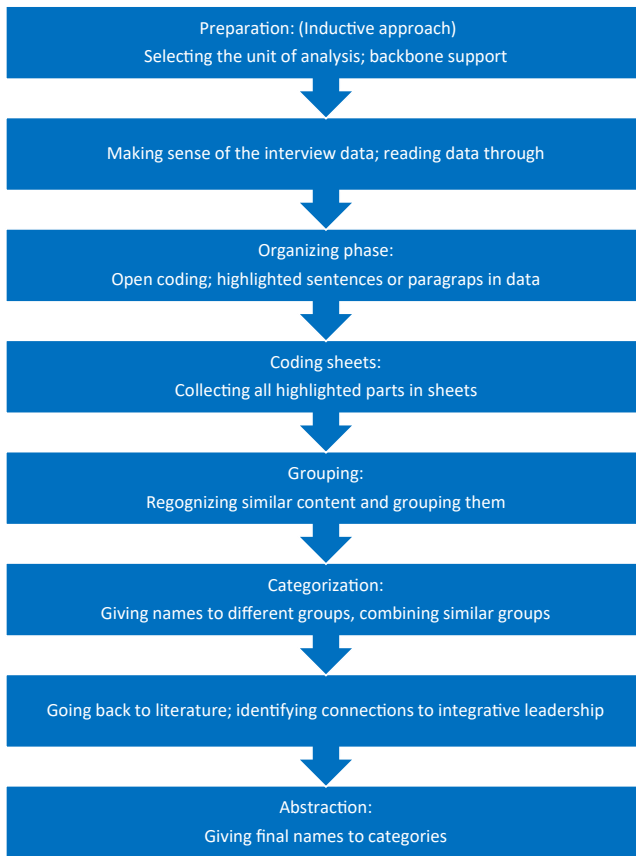 Preparation: (Inductive approach)
Selecting the unit of analysis; backbone support
Making sense of the interview data; reading data through
Organizing phase:
Open coding; highlighted sentences or paragraps in data
Coding sheets:
Collecting all highlighted parts in sheets
Grouping:
Regognizing similar content and grouping them
Categorization:
Giving names to different groups, combining similar groups
Going back to literature; identifying connections to integrative leadership
Abstraction:
Giving final names to categories